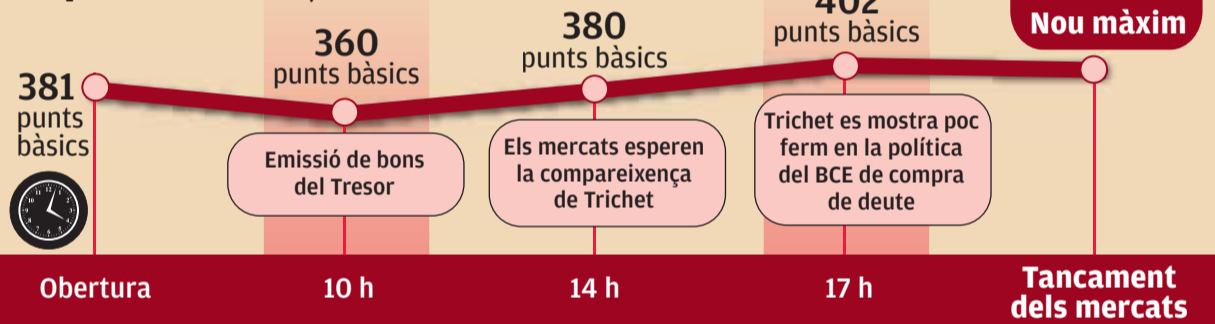 381
punts
bàsics
360
punts bàsics
380
punts bàsics
402
punts bàsics
Nou màxim
Emissió de bons
del Tresor
Els mercats esperen
la compareixença
de Trichet
Trichet es mostra poc
ferm en la política
del BCE de compra
de deute
Obertura
10 h
14 h
17 h
Tancament
dels mercats